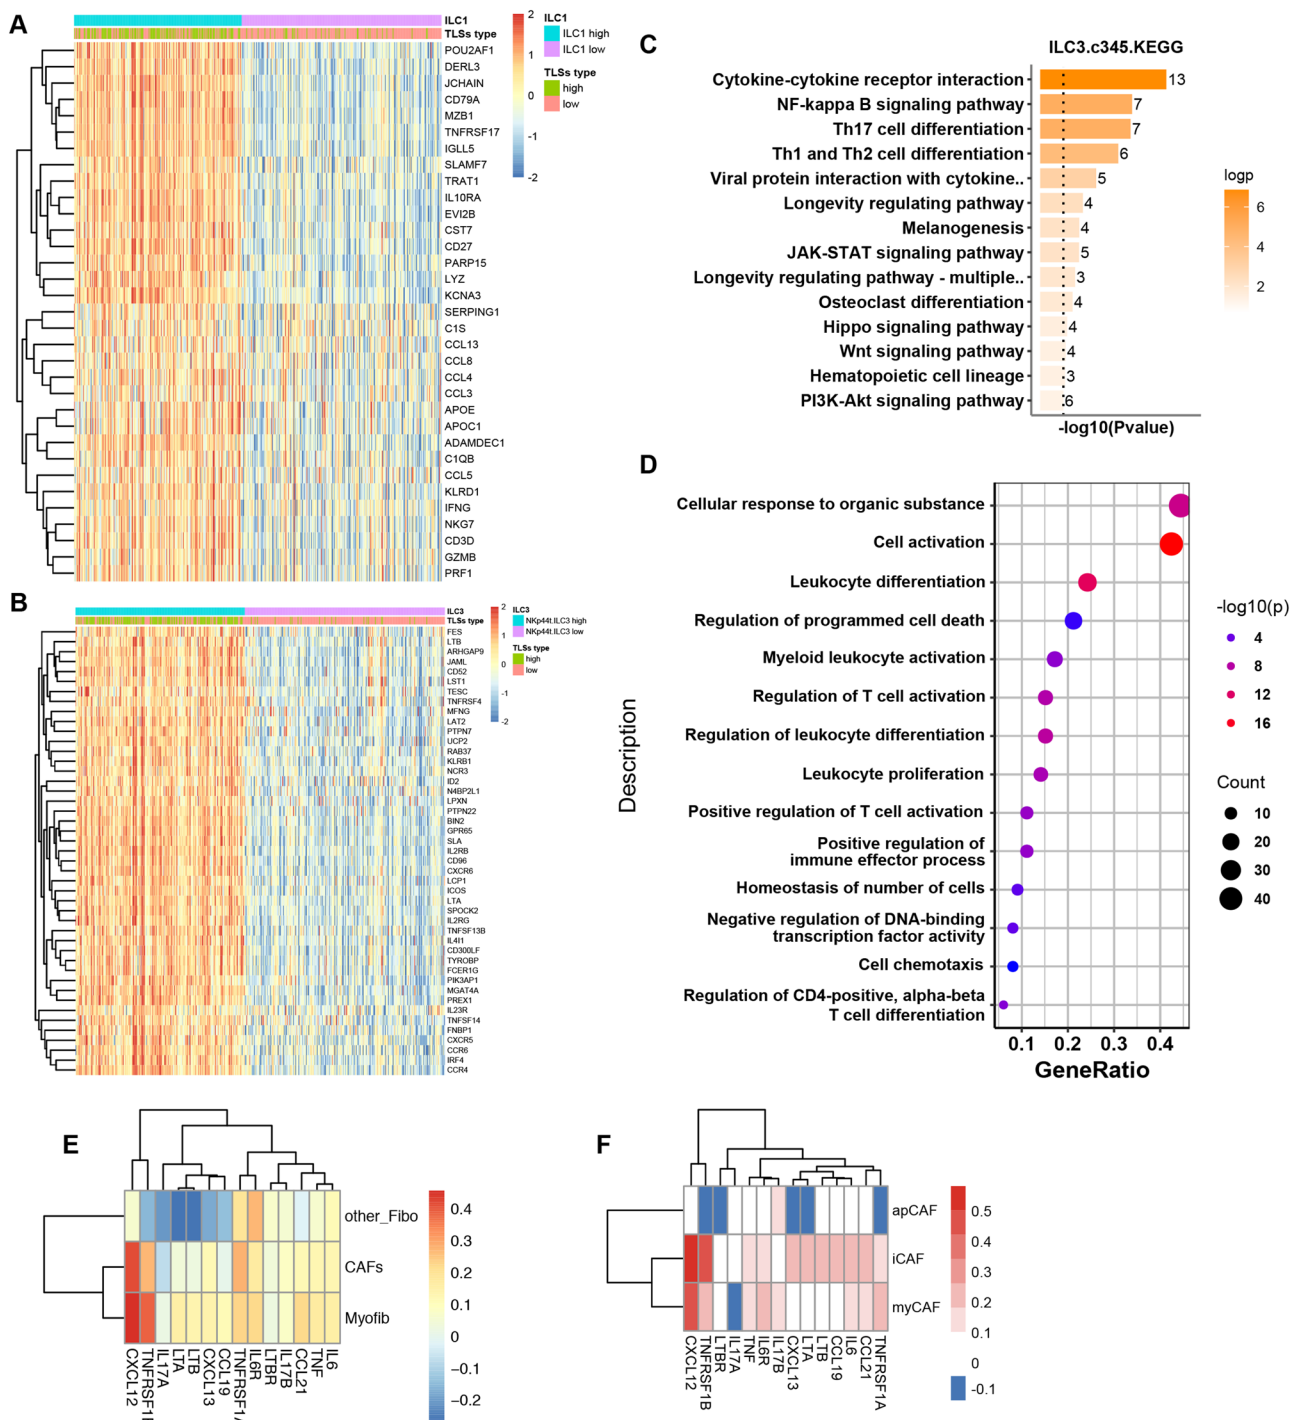 A
ILC1
TLSs type
POU2AF1
DERL3
JCHAIN
CD79A
MZB1
TNFRSF17
IGLL5
SLAMF7
TRAT1
IL10RA
EVI2B
CST7
CD27
PARP15
LYZ
KCNA3
SERPING1
C1S
CCL13
CCL8
CCL4
CCL3
APOE
APOC1
ADAMDEC1
C1QB
CCL5
KLRD1
IFNG
NKG7
CD3D
GZMB
PRF1
2
1
0
-1
-2
ILC1
ILC1 high
ILC1 low
TLSs type
high
low
B
ILC3
TLSs type
FES
LTB
ARHGAP9
JAML
CD52
LST1
TESC
TNFRSF4
MFNG
LAT2
PTPN7
UCP2
RAB37
KLRB1
NCR3
ID2
N4BP2L1
LPXN
PTPN22
BIN2
GPR65
SLA
IL2RB
CD96
CXCR6
LCP1
ICOS
LTA
SPOCK2
IL2RG
TNFSF13B
IL4I1
CD300LF
TYROBP
FCER1G
PIK3AP1
MGAT4A
PREX1
IL23R
TNFSF14
FNBP1
CXCR5
CCR6
IRF4
CCR4
2
1
0
-1
-2
ILC3
NKp44t.ILC3 high
NKp44t.ILC3 low
TLSs type
high
low
C
ILC3.c345.KEGG
Cytokine-cytokine receptor interaction 13
NF-kappa B signaling pathway 7
Th17 cell differentiation 7
Th1 and Th2 cell differentiation 6
Viral protein interaction with cytokine.. 5
Longevity regulating pathway 4
Melanogenesis 4
JAK-STAT signaling pathway 5
Longevity regulating pathway - multiple.. 3
Osteoclast differentiation 4
Hippo signaling pathway 4
Wnt signaling pathway 4
Hematopoietic cell lineage 3
PI3K-Akt signaling pathway 6
-log10(Pvalue)
logp
6
4
2
D
Description
Cellular response to organic substance
Cell activation
Leukocyte differentiation
Regulation of programmed cell death
Myeloid leukocyte activation
Regulation of T cell activation
Regulation of leukocyte differentiation
Leukocyte proliferation
Positive regulation of T cell activation
Positive regulation of
immune effector process
Homeostasis of number of cells
Negative regulation of DNA-binding
transcription factor activity
Cell chemotaxis
Regulation of CD4-positive, alpha-beta
T cell differentiation
0.1 0.2 0.3 0.4
GeneRatio
-log10(p)
4
8
12
16
Count
10
20
30
40
E
other_Fibo
CAFs
Myofib
CXCL12
TNFRSF1
IL17A
LTA
LTB
CXCL13
CCL19
TNFRSF1A
IL6R
LTBR
IL17B
CCL21
TNF
IL6
0.4
0.3
0.2
0.1
0
-0.1
-0.2
F
apCAF
iCAF
myCAF
CXCL12
TNFRSF1B
LTBR
IL17A
TNF
IL6R
IL17B
CXCL13
LTA
LTB
CCL19
IL6
CCL21
TNFRSF1A
0.5
0.4
0.3
0.2
0.1
0
-0.1